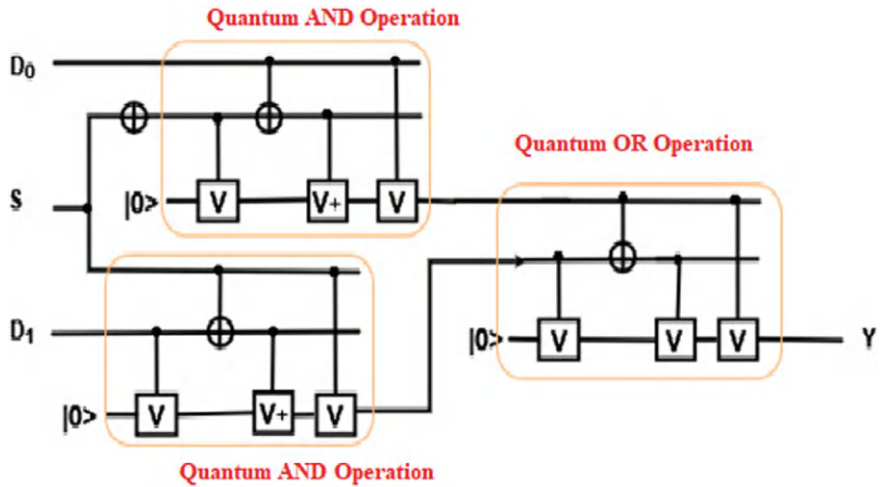 Quantum AND Operation
D₀
S
|0> V V+ V
Quantum OR Operation
D₁
|0> V V V Y
|0> V V+ V
Quantum AND Operation